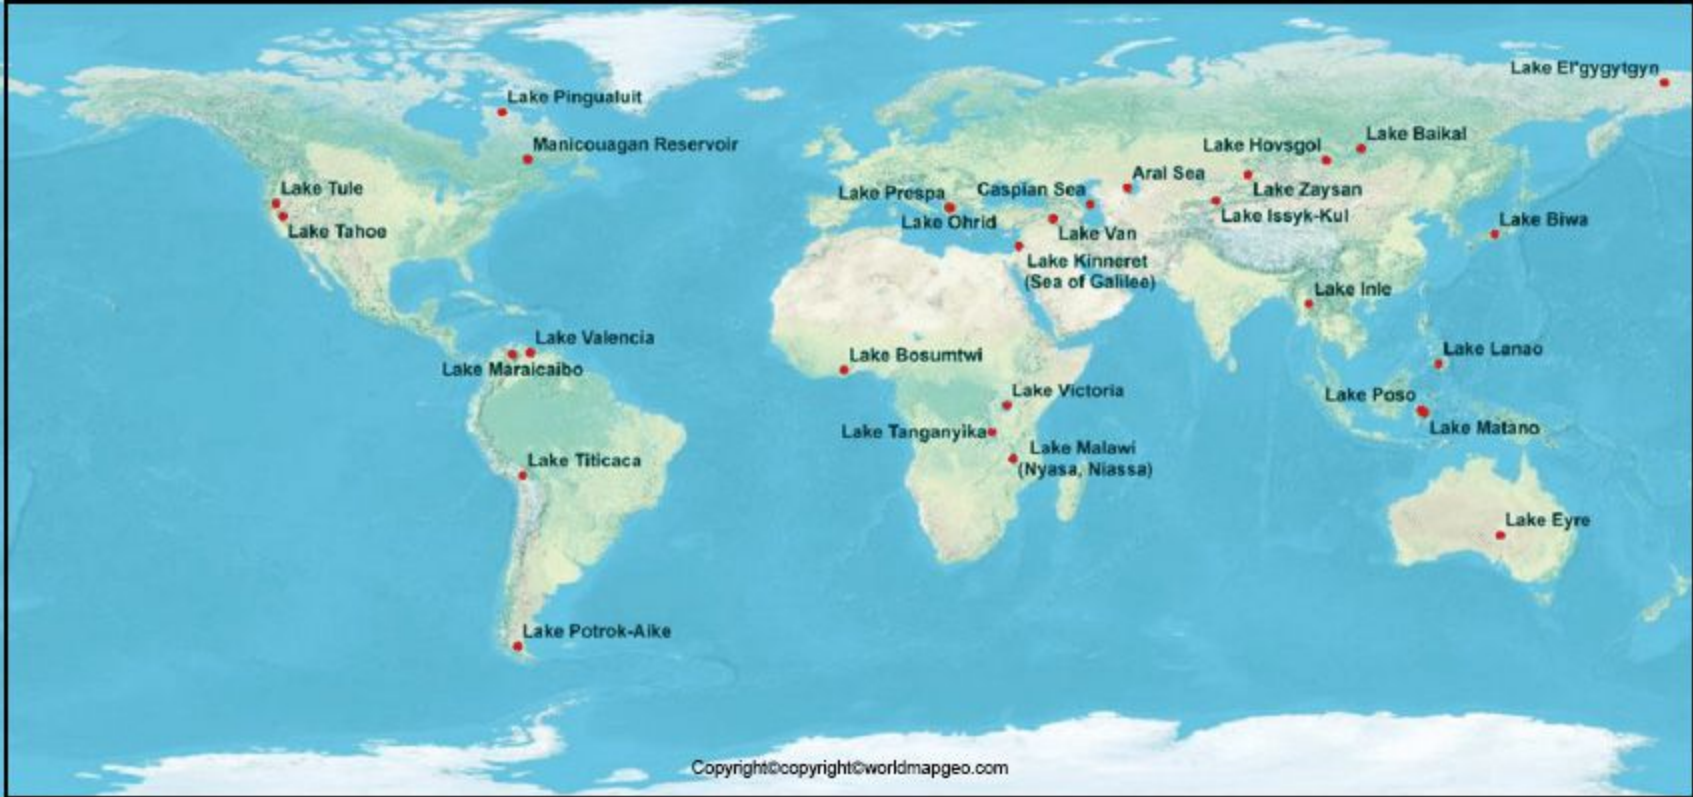 Lake El'gygytgyn
Lake Pingualuit
Manicouagan Reservoir
Lake Baikal
Lake Hovsgol
Aral Sea
Lake Tule
Lake Prespa
Caspian Sea
Lake Zaysan
Lake Issyk-Kul
Lake Ohrid
Lake Biwa
Lake Tahoe
Lake Van
Lake Kinneret
(Sea of Galilee)
Lake Inle
Lake Valencia
Lake Maraicaibo
Lake Bosumtwi
Lake Lanao
Lake Victoria
Lake Poso
Lake Matano
Lake Tanganyika
Lake Malawi
(Nyasa, Niassa)
Lake Titicaca
Lake Eyre
Lake Potrok-Aike
Copyright©copyright©worldmapgeo.com